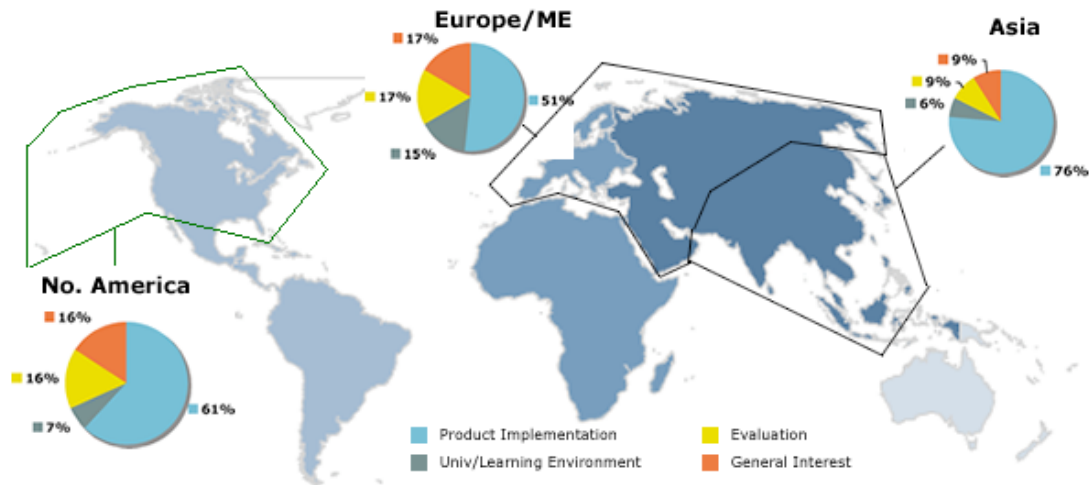 Europe/ME
17%
17%
51%
15%
Asia
9%
9%
6%
76%
No. America
16%
16%
61%
7%
Product Implementation
Evaluation
Univ/Learning Environment
General Interest